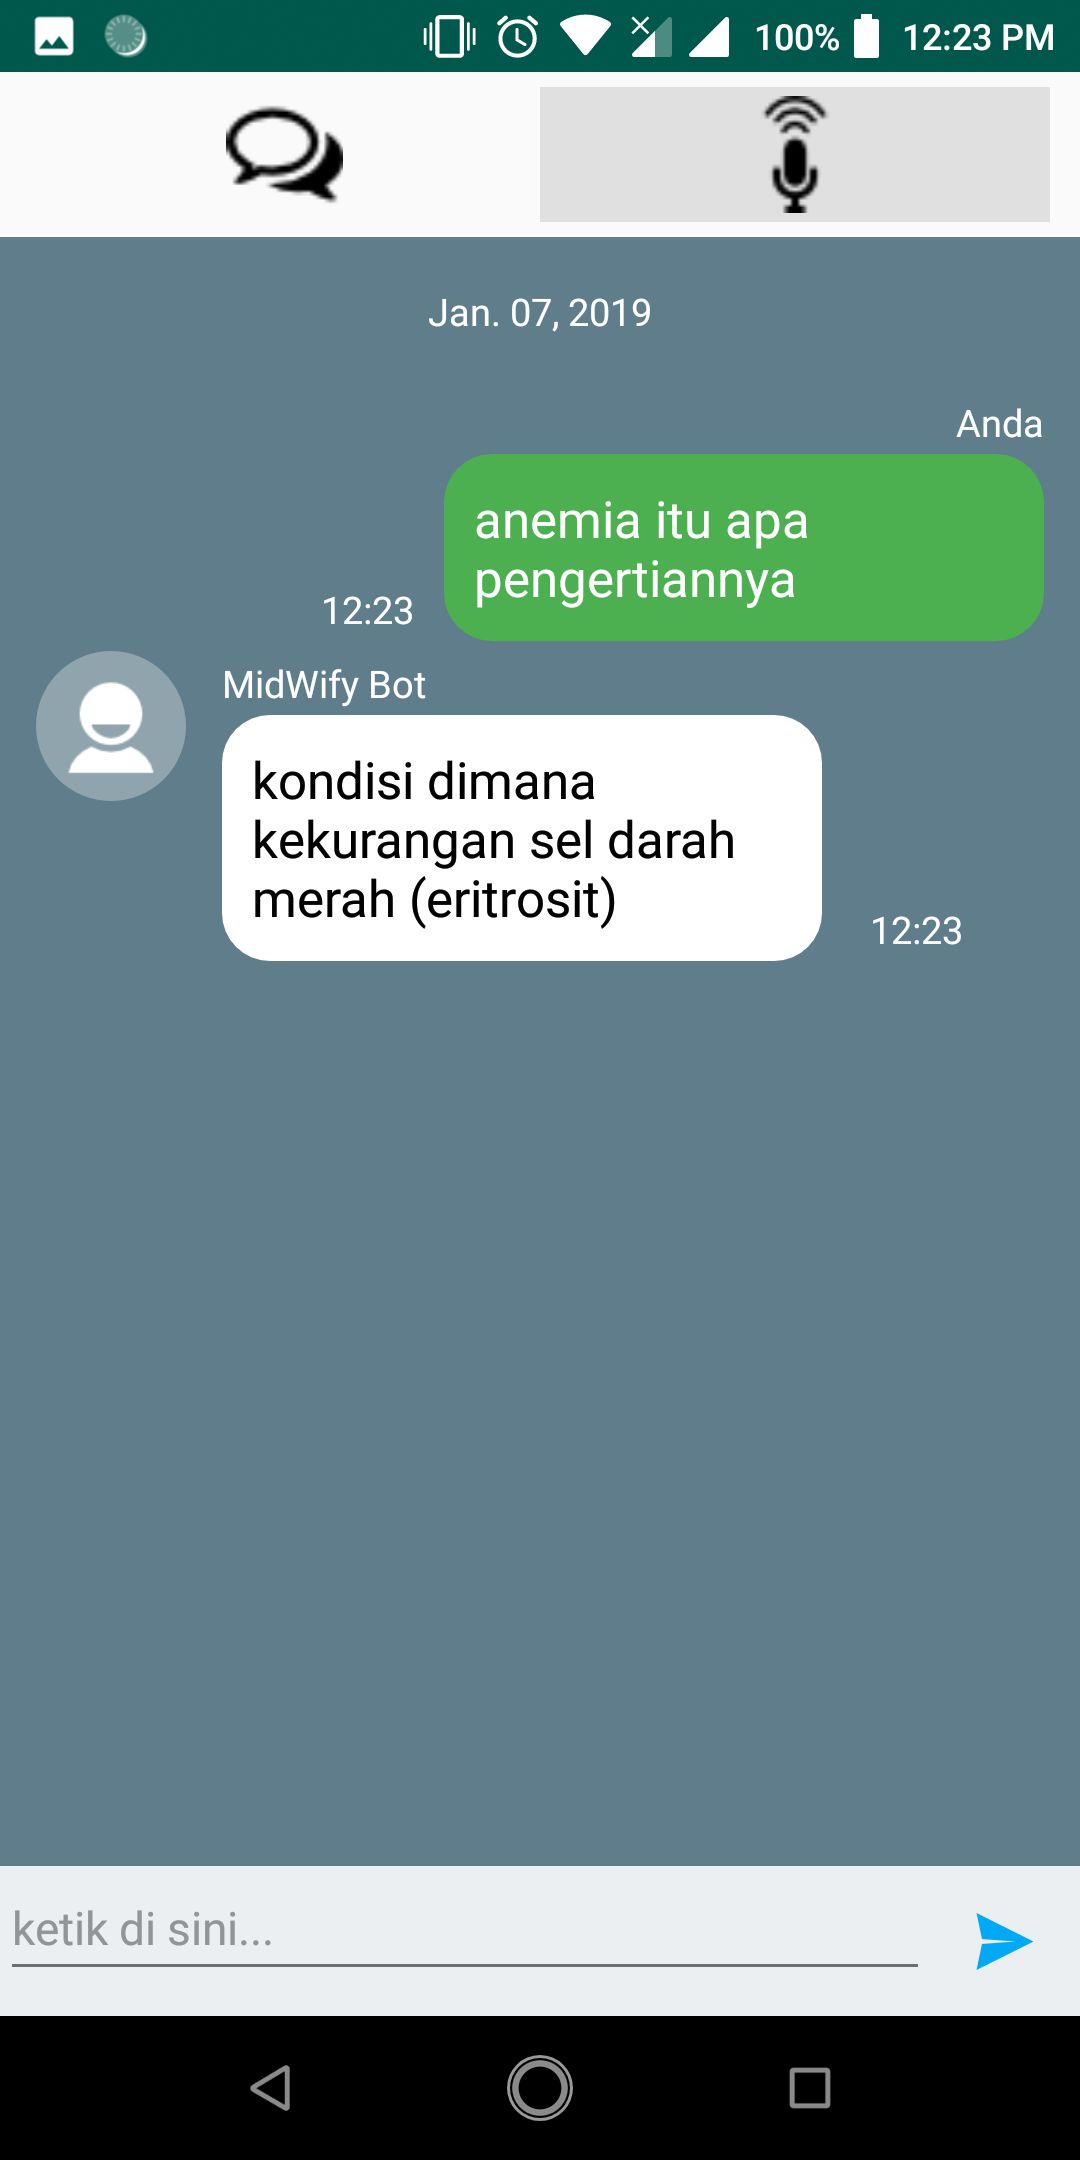 100% 12:23 PM
Jan. 07, 2019
Anda
anemia itu apa
pengertiannya
12:23
MidWify Bot
kondisi dimana
kekurangan sel darah
merah (eritrosit)
12:23
ketik di sini...